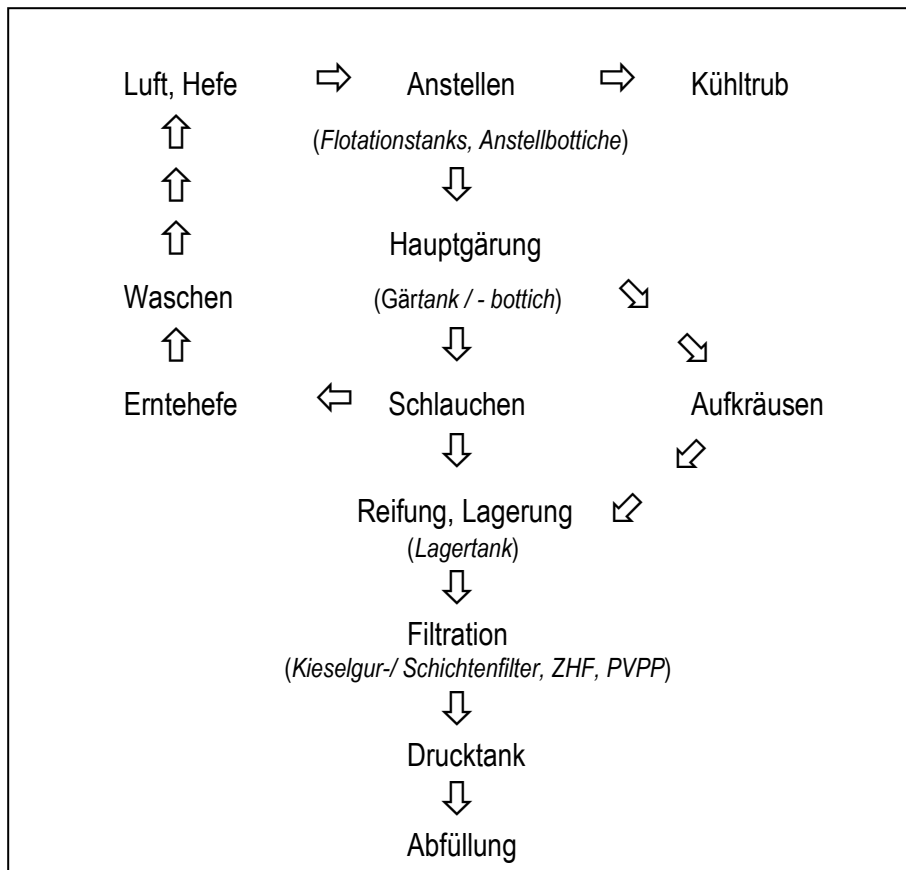 Luft, Hefe ⇨ Anstellen ⇨ Kühltrub
(Flotationstanks, Anstellbottiche)
Hauptgärung
Waschen (Gärtank / - bottich)
Erntehefe ⇦ Schlauchen Aufkräusen
Reifung, Lagerung
(Lagertank)
Filtration
(Kieselgur-/ Schichtenfilter, ZHF, PVPP)
Drucktank
Abfüllung